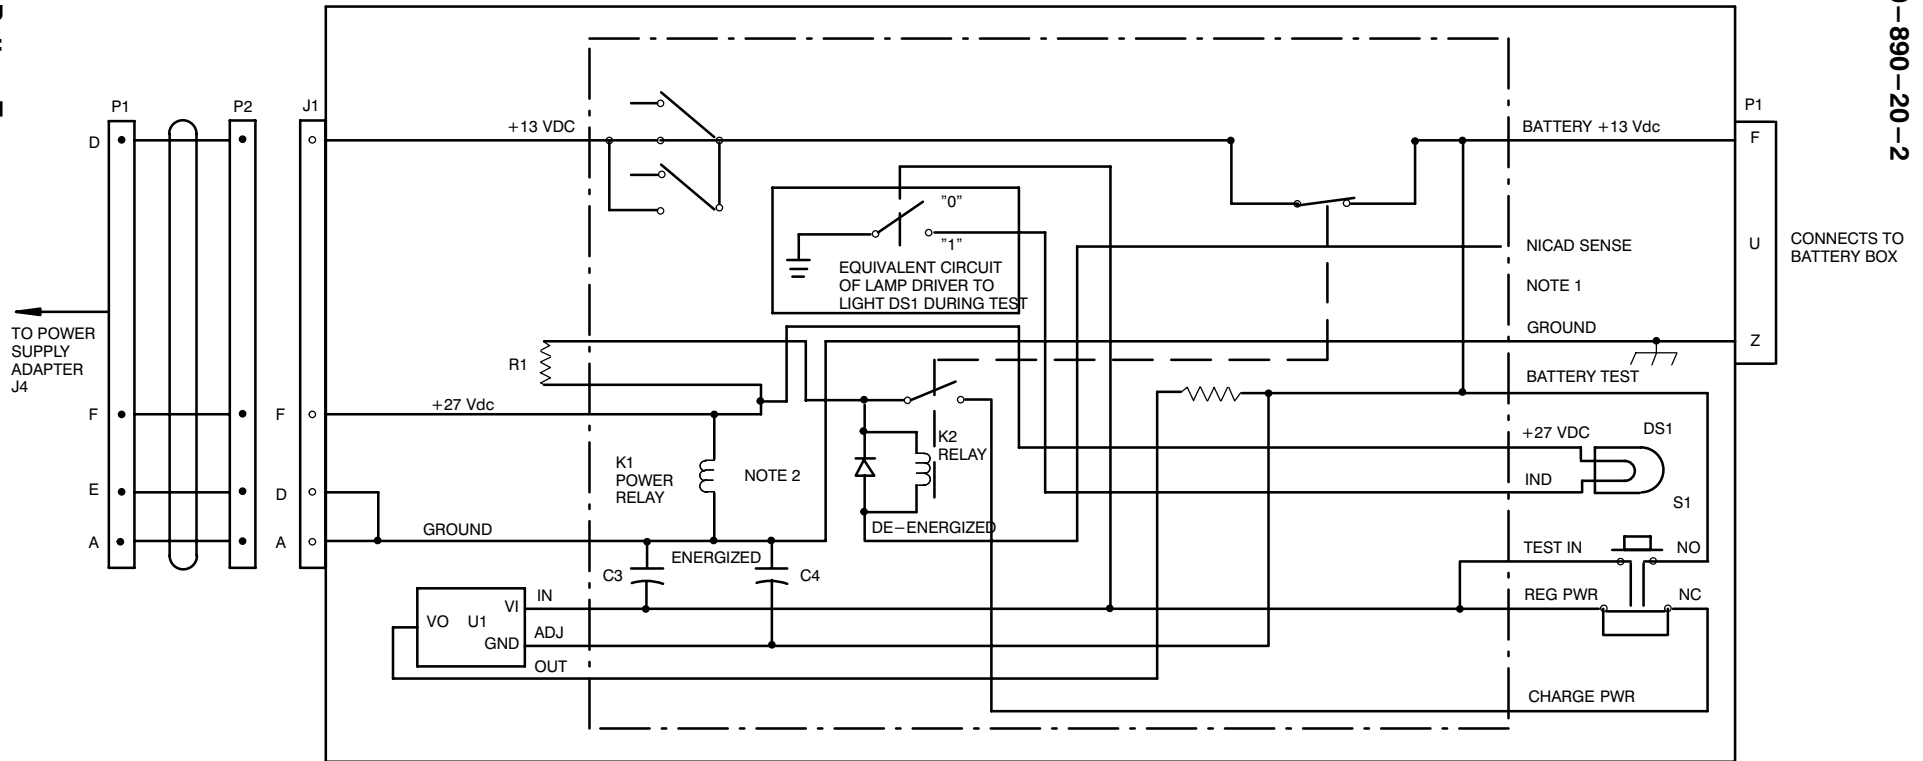 P1
P2
J1
P1
D
+13 VDC
BATTERY +13 Vdc
F
−890−20−2
"0"
"1"
EQUIVALENT CIRCUIT
OF LAMP DRIVER TO
LIGHT DS1 DURING TEST
NICAD SENSE
U
CONNECTS TO
BATTERY BOX
NOTE 1
GROUND
Z
TO POWER
SUPPLY
ADAPTER
J4
R1
BATTERY TEST
+27 Vdc
F
F
K2
RELAY
+27 VDC
DS1
K1
POWER
RELAY
NOTE 2
E
D
IND
S1
A
A
GROUND
DE−ENERGIZED
ENERGIZED
TEST IN
NO
C3
C4
IN
VI
REG PWR
NC
VO
U1
GND
ADJ
OUT
CHARGE PWR